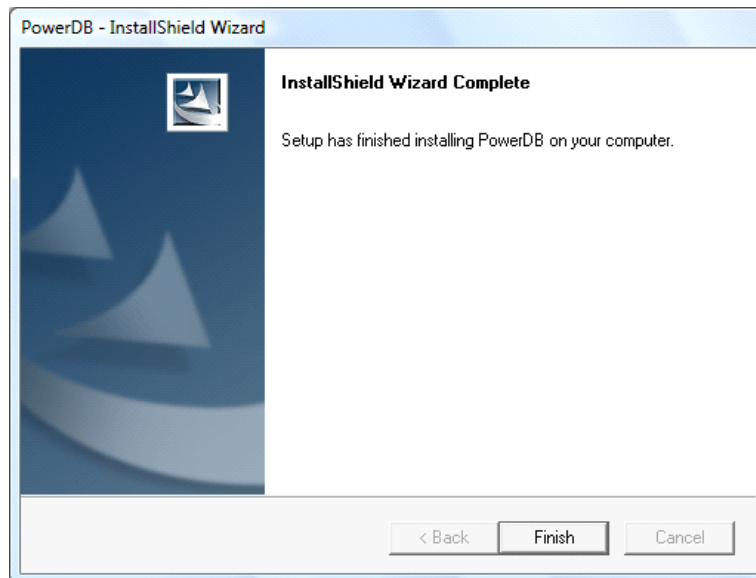 PowerDB - InstallShield Wizard
InstallShield Wizard Complete
Setup has finished installing PowerDB on your computer.
< Back
Finish
Cancel